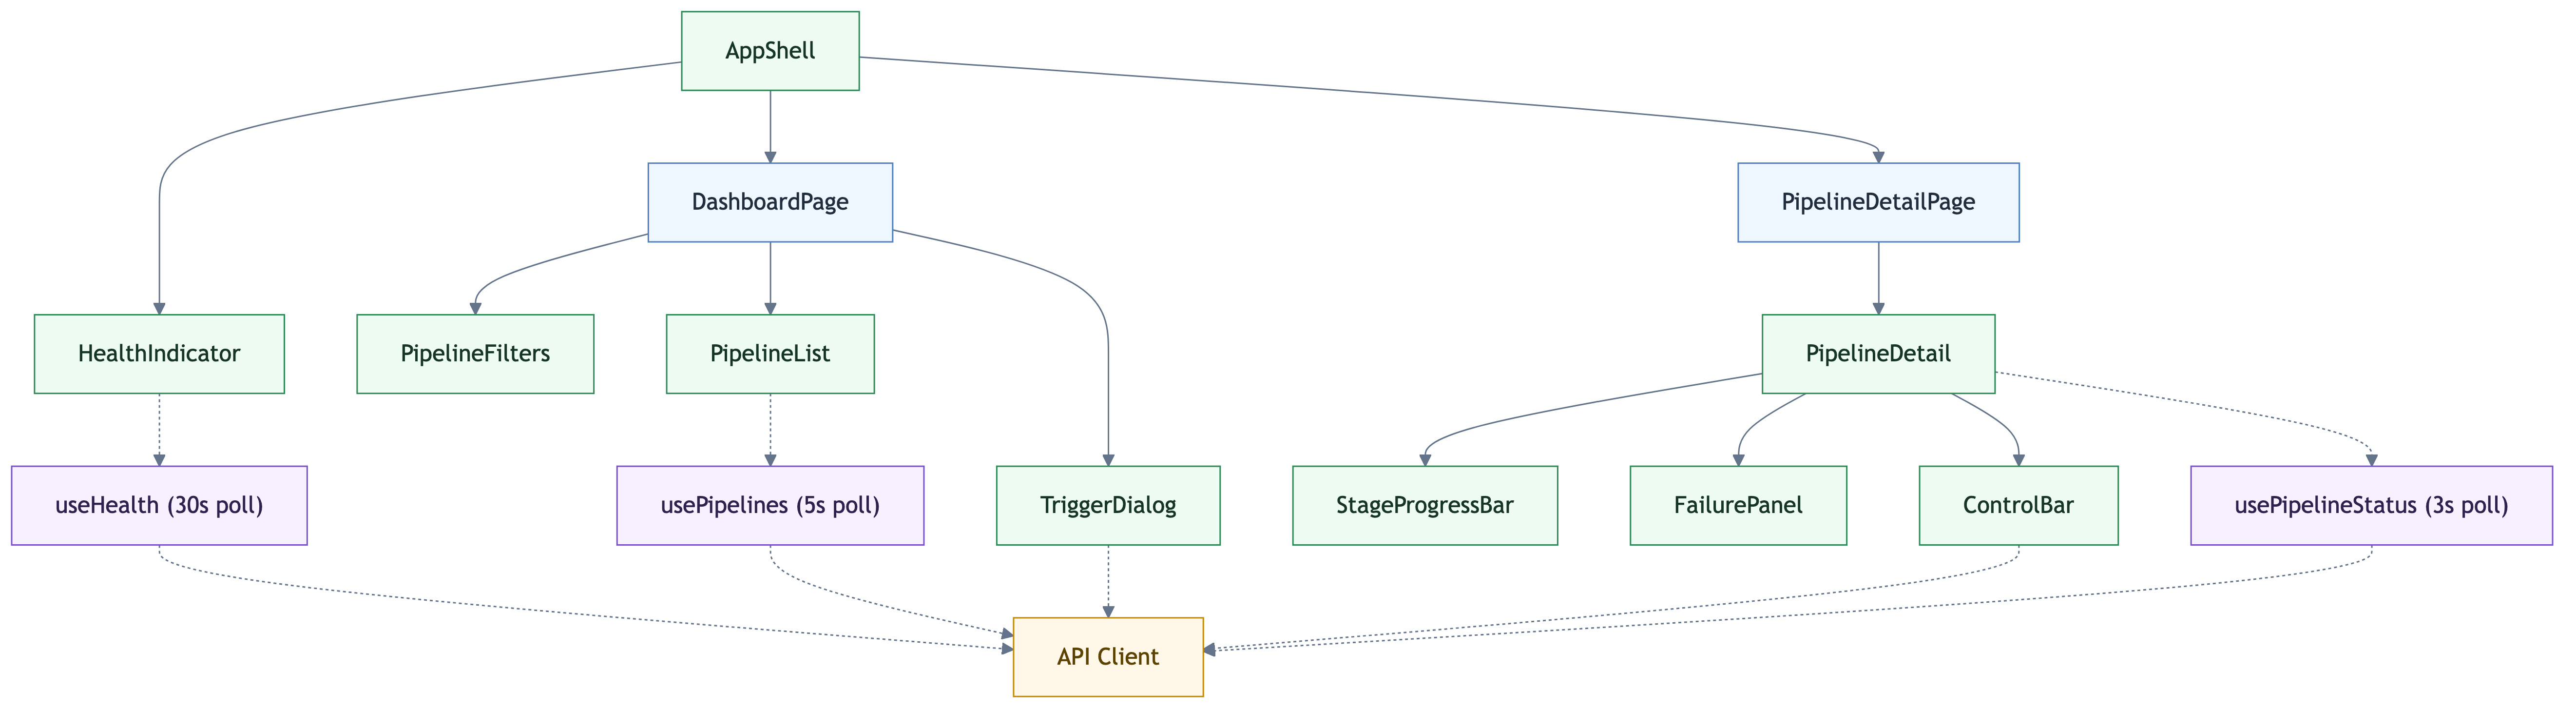 AppShell
DashboardPage
PipelineDetailPage
HealthIndicator
PipelineFilters
PipelineList
PipelineDetail
useHealth (30s poll)
usePipelines (5s poll)
TriggerDialog
StageProgressBar
FailurePanel
ControlBar
usePipelineStatus (3s poll)
API Client